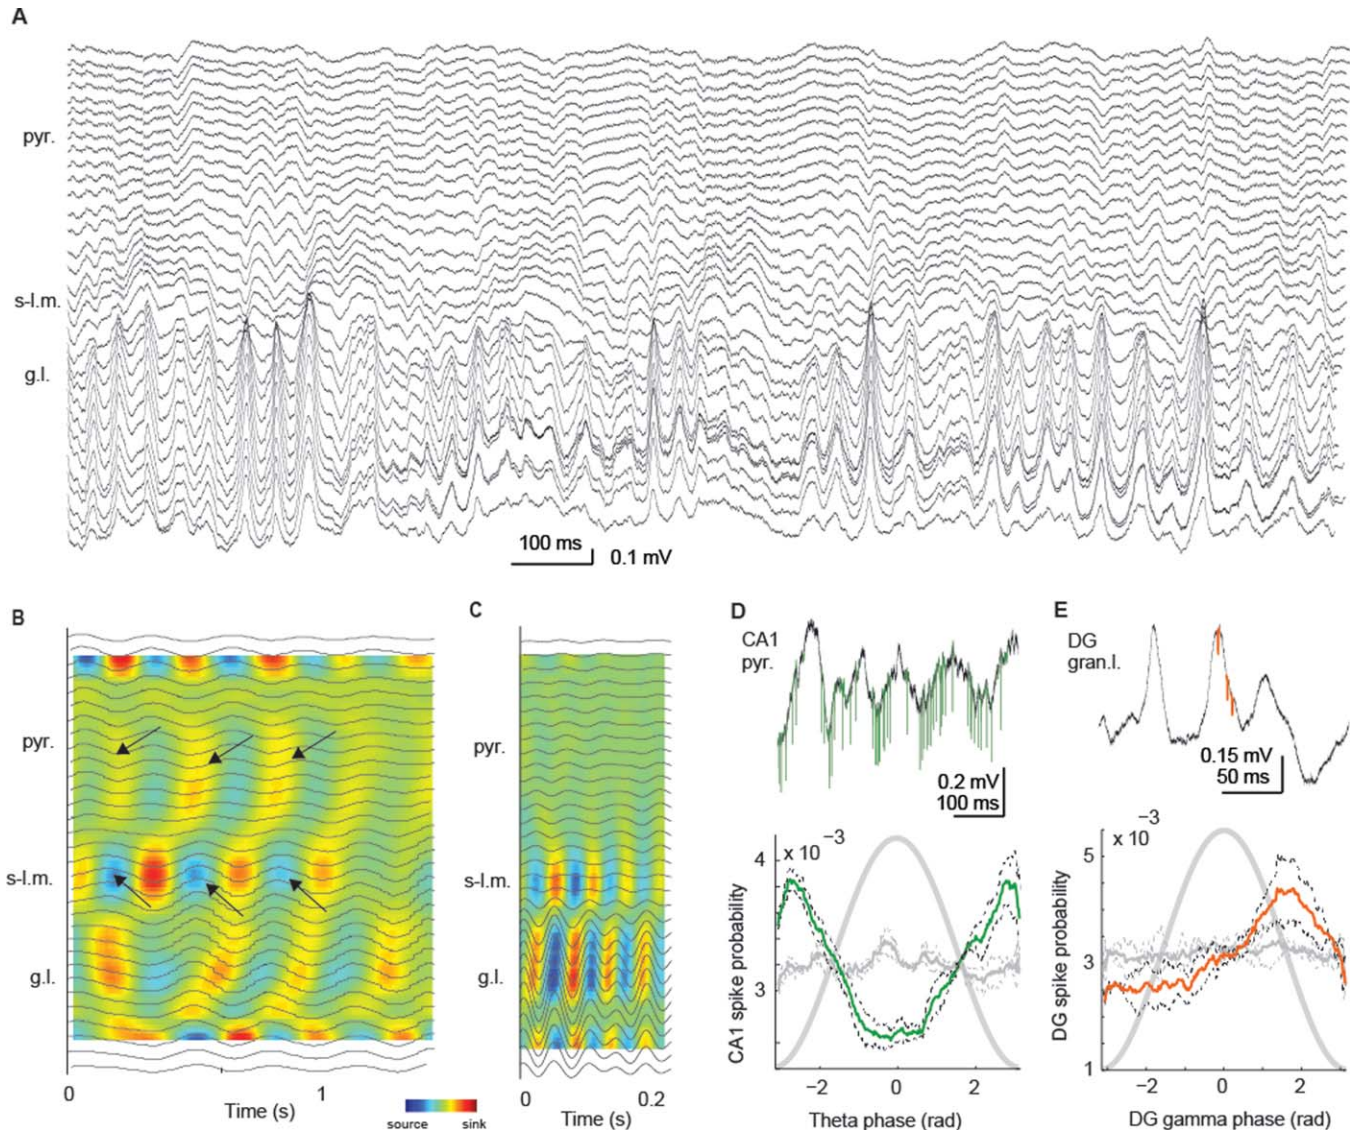 A
pyr.
s-l.m.
g.l.
100 ms
0.1 mV
B
C
D
E
CA1
pyr.
DG
gran.l.
pyr.
pyr.
0.2 mV
100 ms
0.15 mV
50 ms
s-l.m.
s-l.m.
g.l.
g.l.
CA1 spike probability
4
x 10 −3
3
−2
0
2
Theta phase (rad)
DG spike probability
5
x 10 −3
3
1
−2
0
2
DG gamma phase (rad)
0
1
Time (s)
source
sink
0
0.2
Time (s)